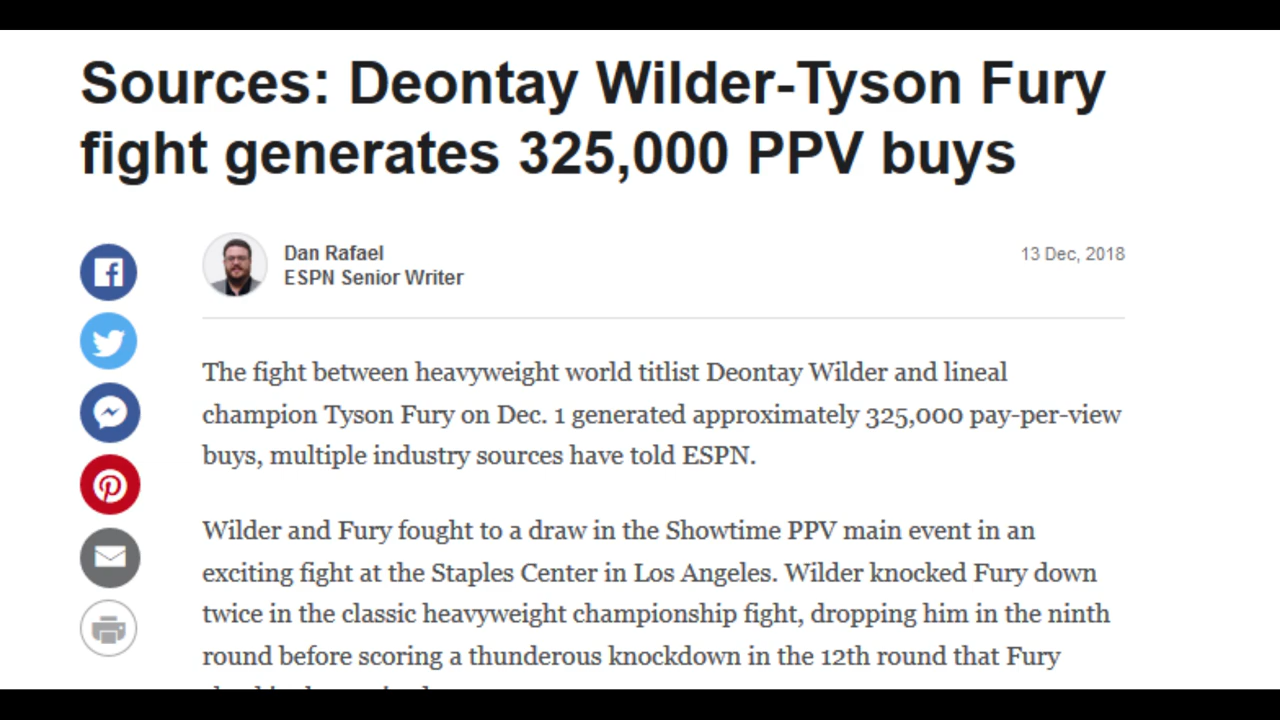 Sources: Deontay Wilder-Tyson Fury
fight generates 325,000 PPV buys
Dan Rafael
ESPN Senior Writer
13 Dec, 2018
The fight between heavyweight world titlist Deontay Wilder and lineal
champion Tyson Fury on Dec. 1 generated approximately 325,000 pay-per-view
buys, multiple industry sources have told ESPN.
Wilder and Fury fought to a draw in the Showtime PPV main event in an
exciting fight at the Staples Center in Los Angeles. Wilder knocked Fury down
twice in the classic heavyweight championship fight, dropping him in the ninth
round before scoring a thunderous knockdown in the 12th round that Fury